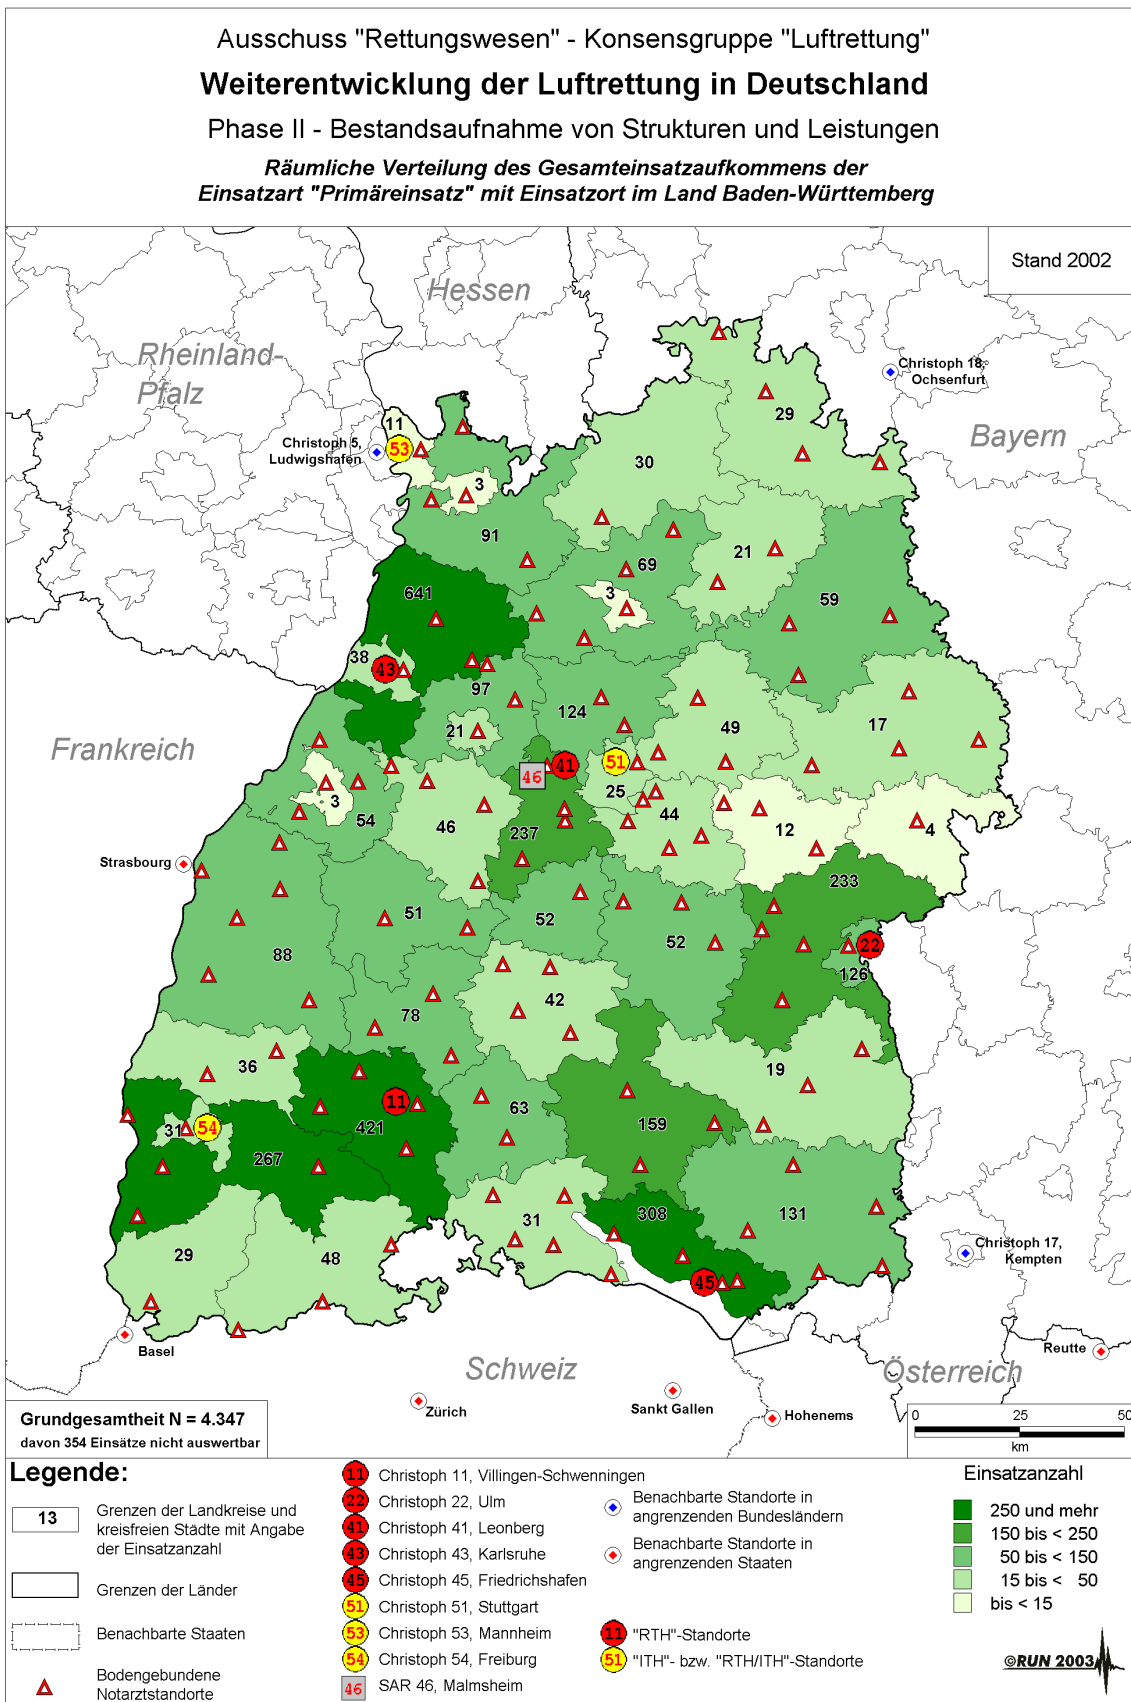 Ausschuss "Rettungswesen" - Konsensgruppe "Luftrettung"
Weiterentwicklung der Luftrettung in Deutschland
Phase II - Bestandsaufnahme von Strukturen und Leistungen
Räumliche Verteilung des Gesamteinsatzaufkommens der
Einsatzart "Primäreinsatz" mit Einsatzort im Land Baden-Württemberg
Stand 2002
Hessen
Rheinland-
Pfalz
Christoph 18,
Ochsenfurt
Bayern
11
29
Christoph 5,
Ludwigshafen
53
30
3
91
21
69
641
3
59
38
43
97
124
21
49
17
Frankreich
41
51
46
25
3
54
46
237
44
12
4
Strasbourg
233
51
52
52
22
88
126
42
78
36
19
11
63
31
54
421
159
267
308
131
31
29
48
45
Christoph 17,
Kempten
Basel
Reutte
Schweiz
Österreich
Zürich
Sankt Gallen
Hohenems
Grundgesamtheit N = 4.347
davon 354 Einsätze nicht auswertbar
0 25 50
km
Legende:
13
Grenzen der Landkreise und
kreisfreien Städte mit Angabe
der Einsatzanzahl
Grenzen der Länder
Benachbarte Staaten
Bodengebundene
Notarztstandorte
11 Christoph 11, Villingen-Schwenningen
22 Christoph 22, Ulm
41 Christoph 41, Leonberg
43 Christoph 43, Karlsruhe
45 Christoph 45, Friedrichshafen
51 Christoph 51, Stuttgart
53 Christoph 53, Mannheim
54 Christoph 54, Freiburg
46 SAR 46, Malmsheim
Benachbarte Standorte in
angrenzenden Bundesländern
Benachbarte Standorte in
angrenzenden Staaten
11 "RTH"-Standorte
51 "ITH"- bzw. "RTH/ITH"-Standorte
Einsatzanzahl
250 und mehr
150 bis < 250
50 bis < 150
15 bis < 50
bis < 15
©RUN 2003